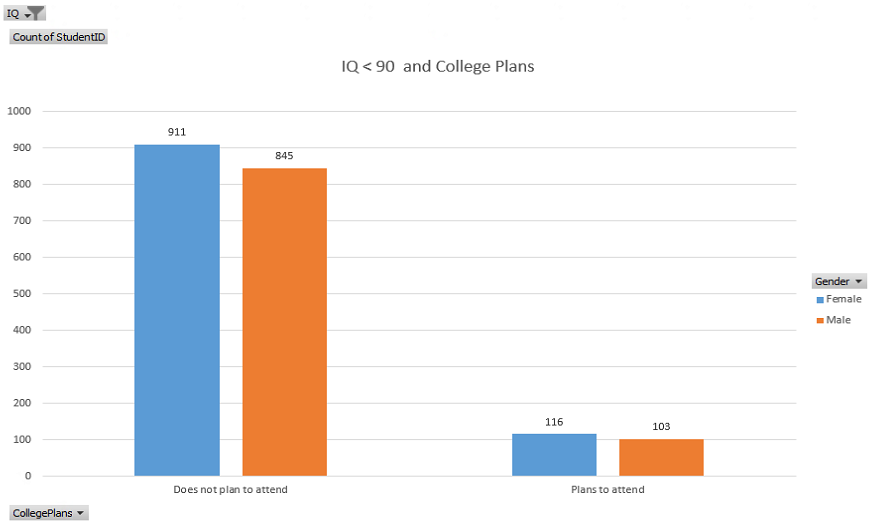 IQ
Count of StudentID
IQ < 90 and College Plans
1000
900
800
700
600
500
400
300
200
100
0
911
845
116
103
Does not plan to attend
Plans to attend
Gender
Female
Male
CollegePlans